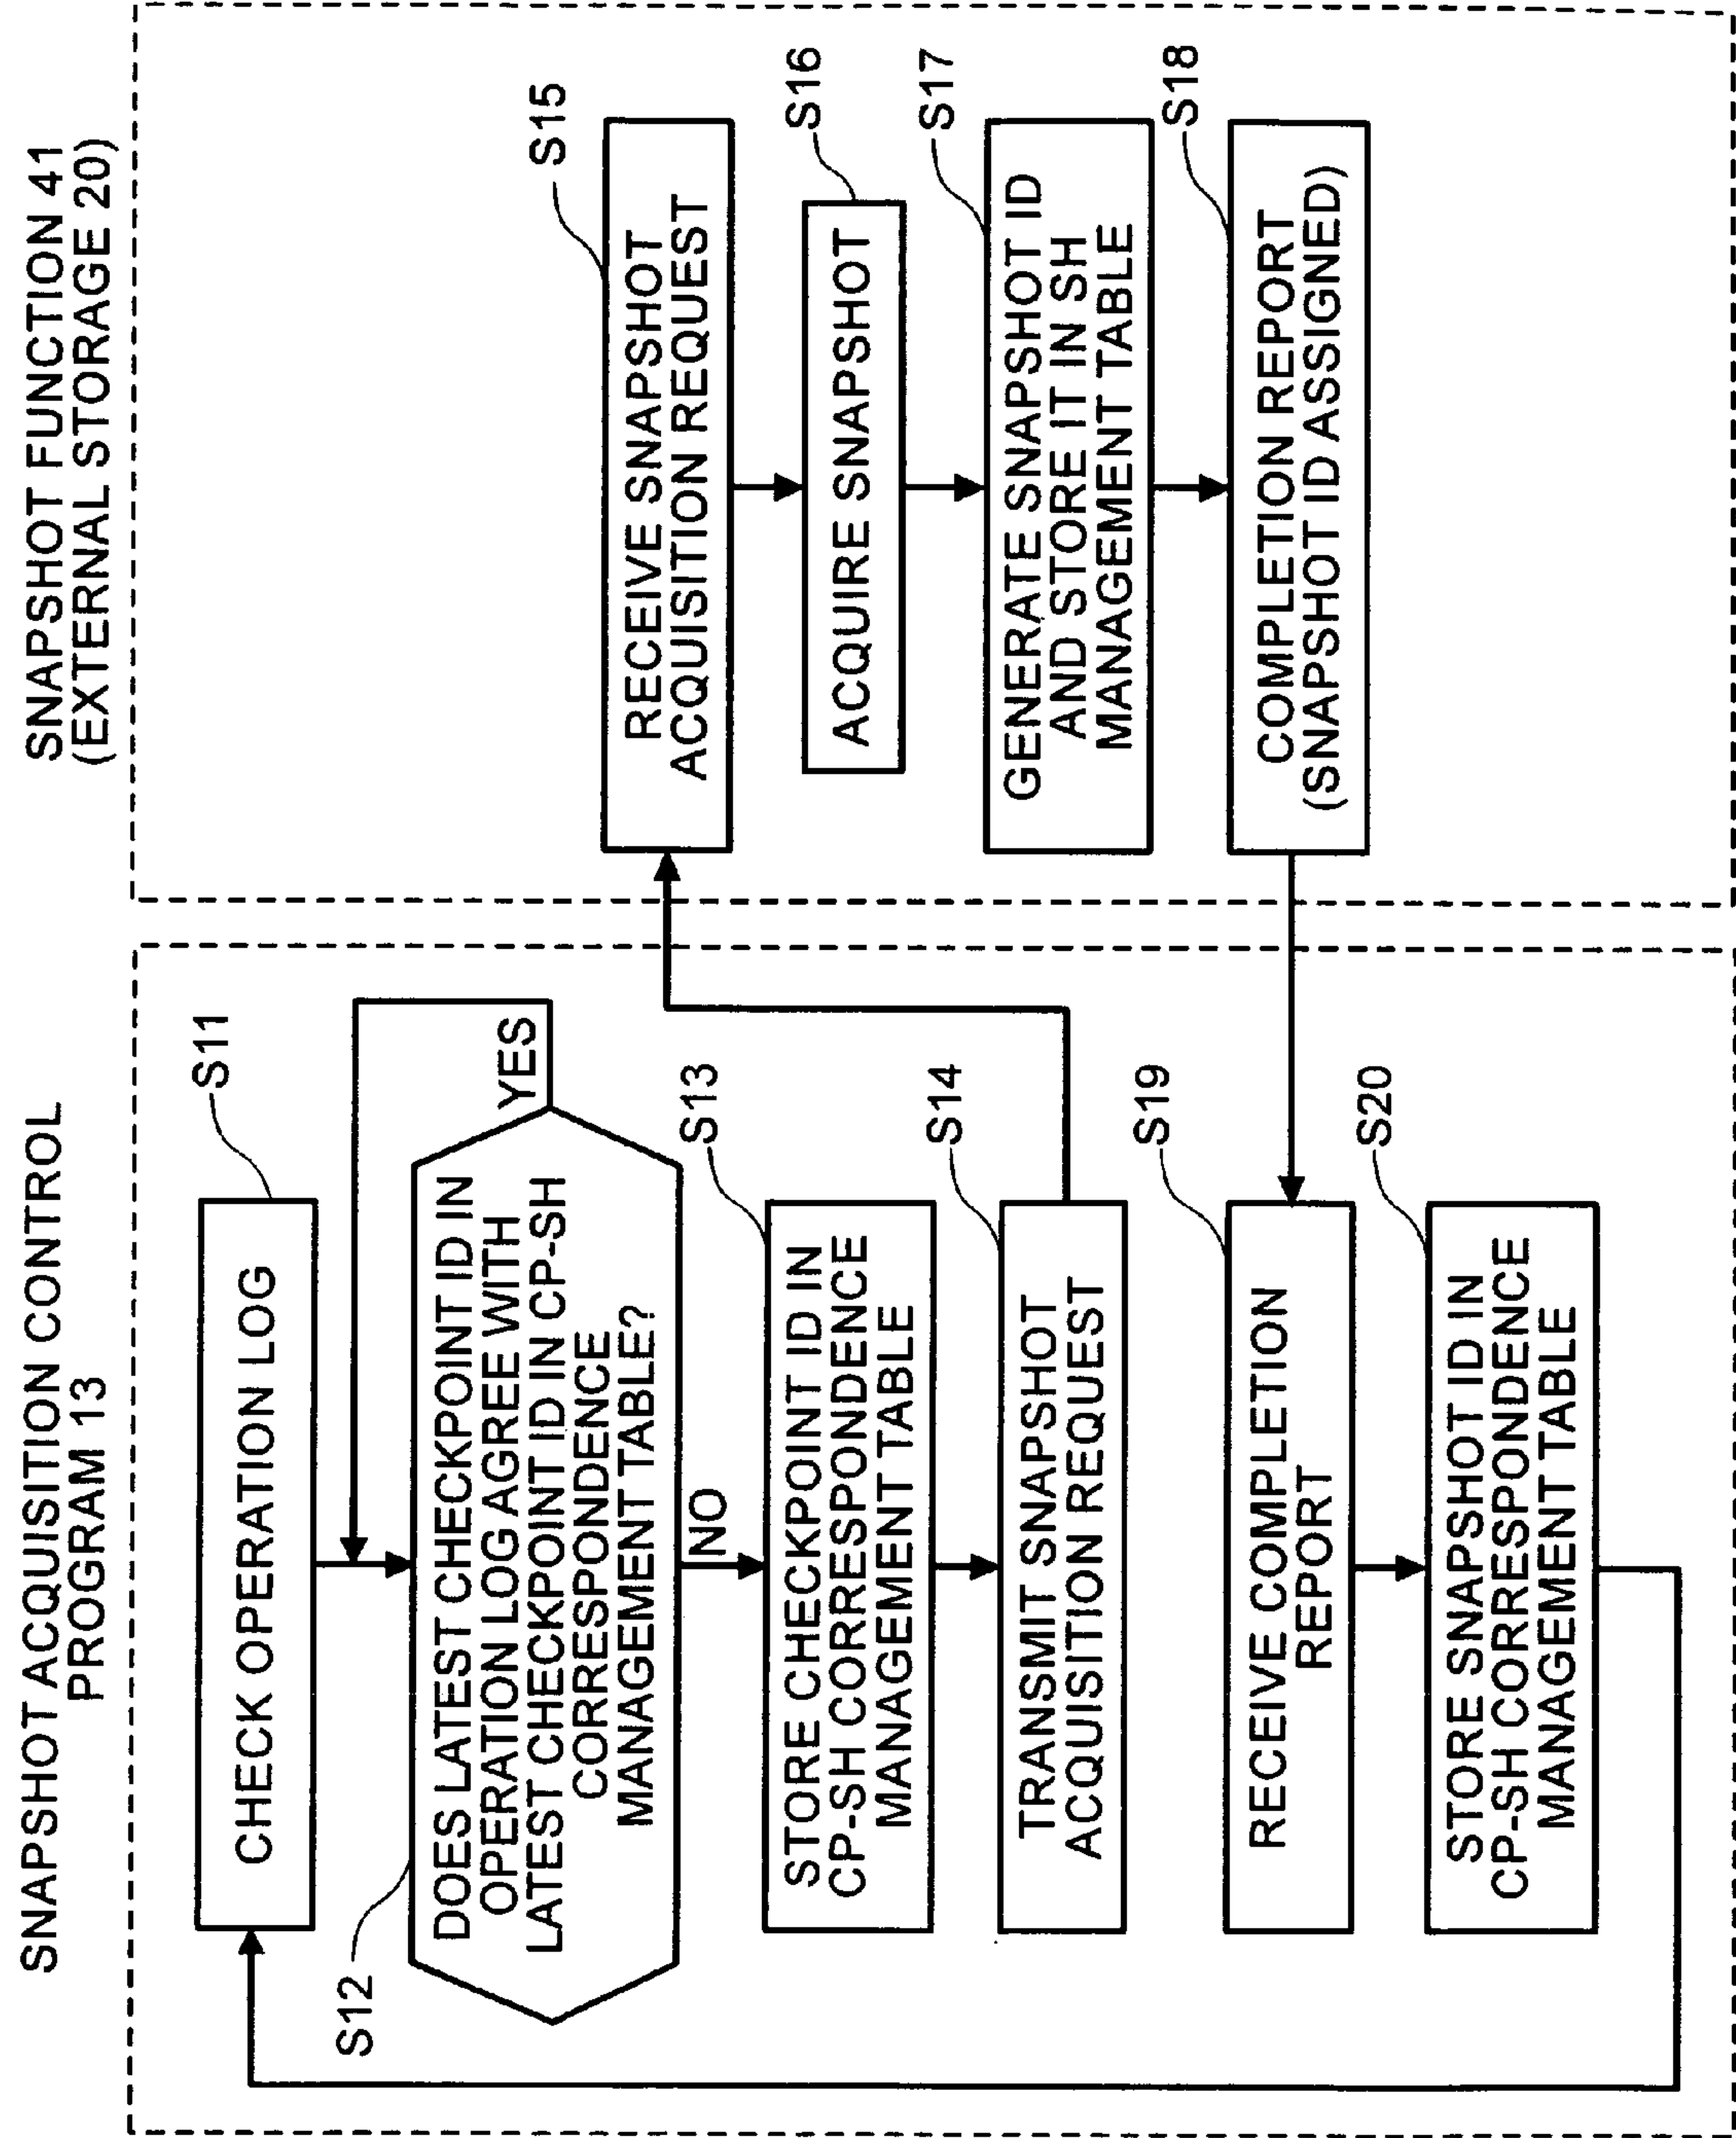 SNAPSHOT ACQUISITION CONTROL
PROGRAM 13
S11
CHECK OPERATION LOG
S12
DOES LATEST CHECKPOINT ID IN
OPERATION LOG AGREE WITH
LATEST CHECKPOINT ID IN CP-SH
CORRESPONDENCE
MANAGEMENT TABLE?
YES
NO
S13
STORE CHECKPOINT ID IN
CP-SH CORRESPONDENCE
MANAGEMENT TABLE
S14
TRANSMIT SNAPSHOT
ACQUISITION REQUEST
S19
RECEIVE COMPLETION
REPORT
S20
STORE SNAPSHOT ID IN
CP-SH CORRESPONDENCE
MANAGEMENT TABLE
SNAPSHOT FUNCTION 41
(EXTERNAL STORAGE 20)
S15
RECEIVE SNAPSHOT
ACQUISITION REQUEST
S16
ACQUIRE SNAPSHOT
S17
GENERATE SNAPSHOT ID
AND STORE IT IN SH
MANAGEMENT TABLE
S18
COMPLETION REPORT
(SNAPSHOT ID ASSIGNED)